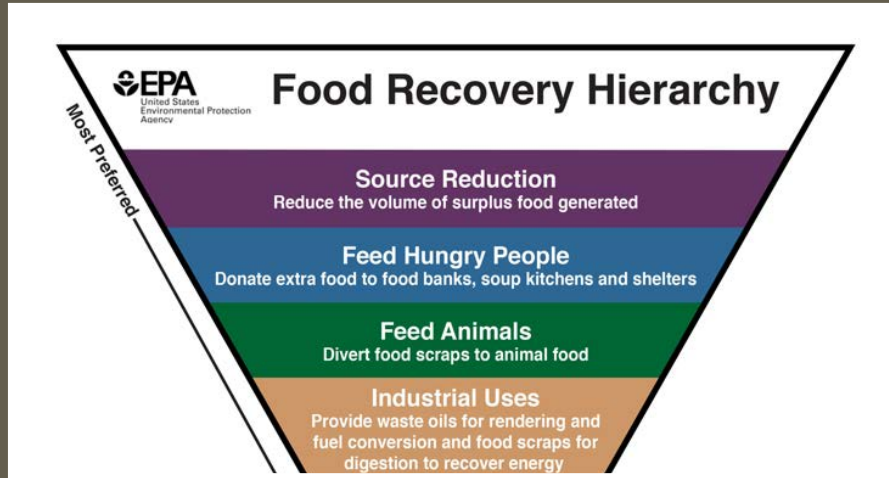 EPA
United States
Environmental Protection
Agency
Food Recovery Hierarchy
Most Preferred
Source Reduction
Reduce the volume of surplus food generated
Feed Hungry People
Donate extra food to food banks, soup kitchens and shelters
Feed Animals
Divert food scraps to animal food
Industrial Uses
Provide waste oils for rendering and
fuel conversion and food scraps for
digestion to recover energy